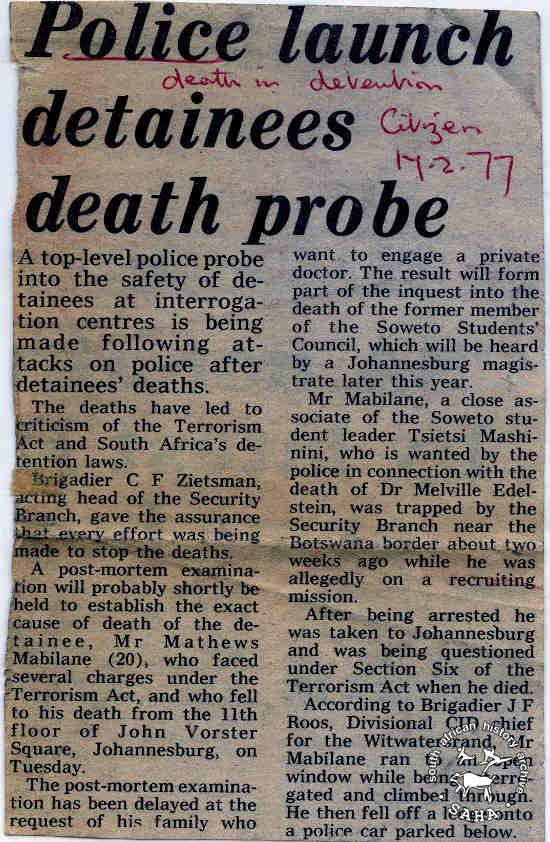 Police launch
death in detention
detainees
Citizen
death probe
17-2-77
A top-level police probe
into the safety of de-
tainees at interroga-
tion centres is being
made following at-
tacks on police after
detainees' deaths.
The deaths have led to
criticism of the Terrorism
Act and South Africa's de-
tention laws.
Brigadier C F Zietsman,
acting head of the Security
Branch, gave the assurance
that every effort was being
made to stop the deaths.
A post-mortem examina-
tion will probably shortly be
held to establish the exact
cause of death of the de-
tainee, Mr Mathews
Mabilane (20), who faced
several charges under the
Terrorism Act, and who fell
to his death from the 11th
floor of John Vorster
Square, Johannesburg, on
Tuesday.
The post-mortem examina-
tion has been delayed at the
request of his family who
want to engage a private
doctor. The result will form
part of the inquest into the
death of the former member
of the Soweto Students'
Council, which will be heard
by a Johannesburg magis-
trate later this year.
Mr Mabilane, a close as-
sociate of the Soweto stu-
dent leader Tsietsi Mashi-
nini, who is wanted by the
police in connection with the
death of Dr Melville Edel-
stein, was trapped by the
Security Branch near the
Botswana border about two
weeks ago while he was
allegedly on a recruiting
mission.
After being arrested he
was taken to Johannesburg
and was being questioned
under Section Six of the
Terrorism Act when he died.
According to Brigadier J F
Roos, Divisional CID chief
for the Witwatersrand, Mr
Mabilane ran to an open
window while being interro-
gated and climbed through.
He then fell off a ledge onto
a police car parked below.
south african history archive
SAHA